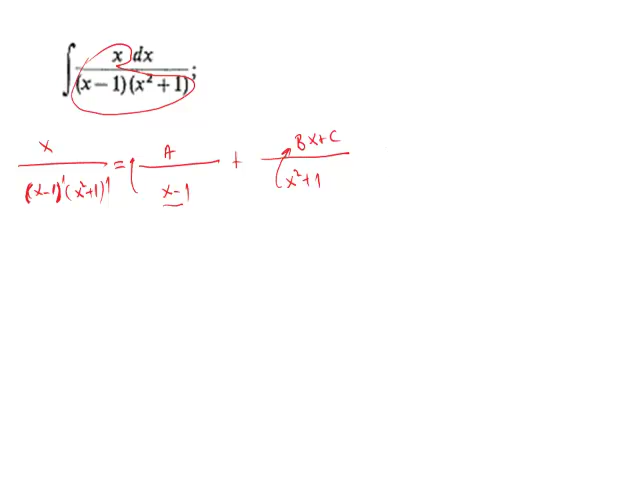 ∫ x dx / (x − 1)(x² + 1) ;
x / (x-1)¹(x²+1)¹ = A / x-1 + Bx+C / x²+1